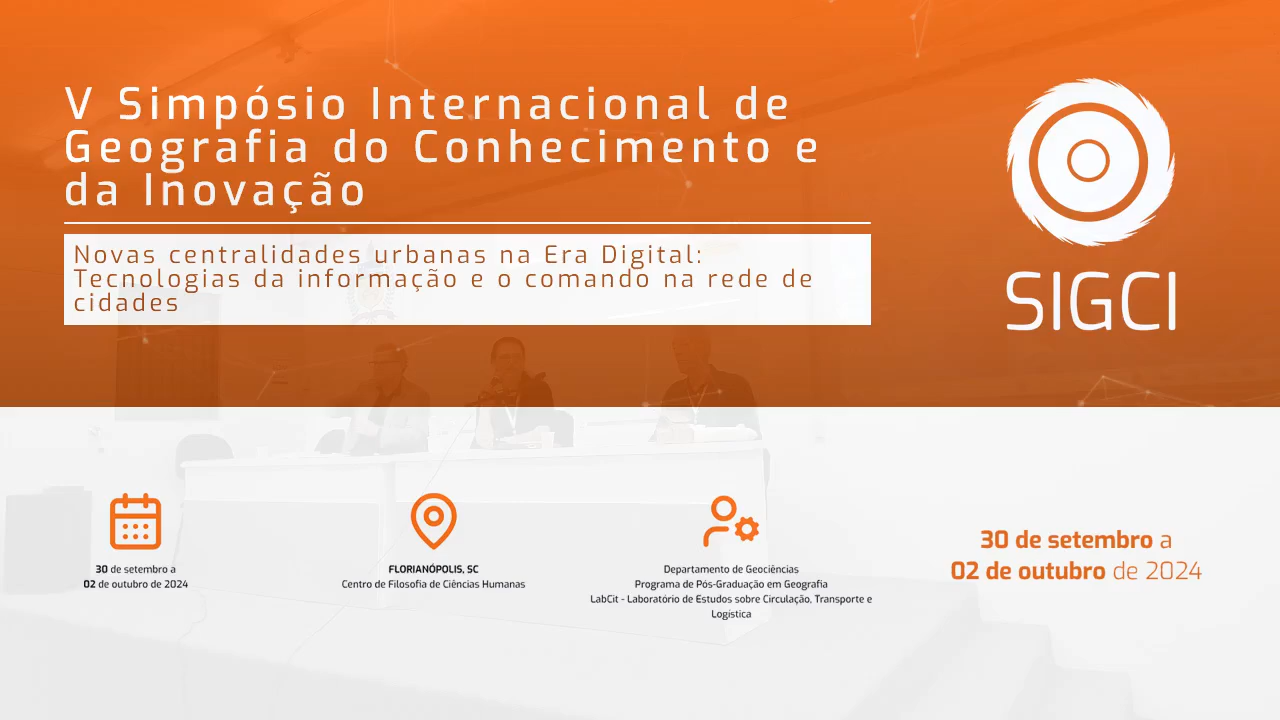 V Simpósio Internacional de
Geografia do Conhecimento e
da Inovação
Novas centralidades urbanas na Era Digital:
Tecnologias da informação e o comando na rede de
cidades
SIGCI
30 de setembro a
02 de outubro de 2024
FLORIANÓPOLIS, SC
Centro de Filosofia de Ciências Humanas
Departamento de Geociências
Programa de Pós-Graduação em Geografia
LabCit - Laboratório de Estudos sobre Circulação, Transporte e
Logística
30 de setembro a
02 de outubro de 2024